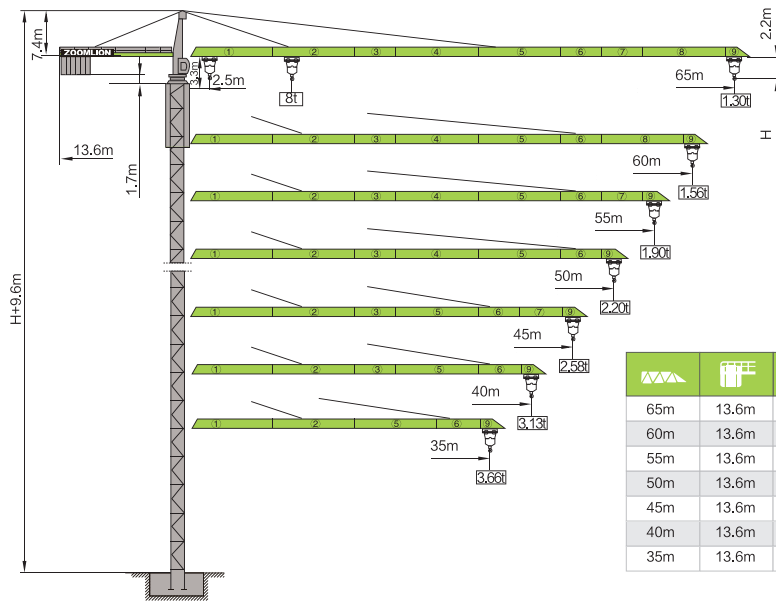 7.4m
ZOOMLION
3.3m
2.5m
8t
65m
1.30t
2.2m
H
① ② ③ ④ ⑤ ⑥ ⑦ ⑧ ⑨
13.6m
1.7m
H+9.6m
① ② ③ ④ ⑤ ⑥ ⑧ ⑨
60m
1.56t
① ② ③ ④ ⑤ ⑥ ⑦ ⑨
55m
1.90t
① ② ③ ④ ⑤ ⑥ ⑨
50m
2.20t
① ② ③ ⑤ ⑥ ⑦ ⑨
45m
2.58t
① ② ③ ⑤ ⑥ ⑨
40m
3.13t
① ② ⑤ ⑥ ⑨
35m
3.66t
65m 13.6m
60m 13.6m
55m 13.6m
50m 13.6m
45m 13.6m
40m 13.6m
35m 13.6m